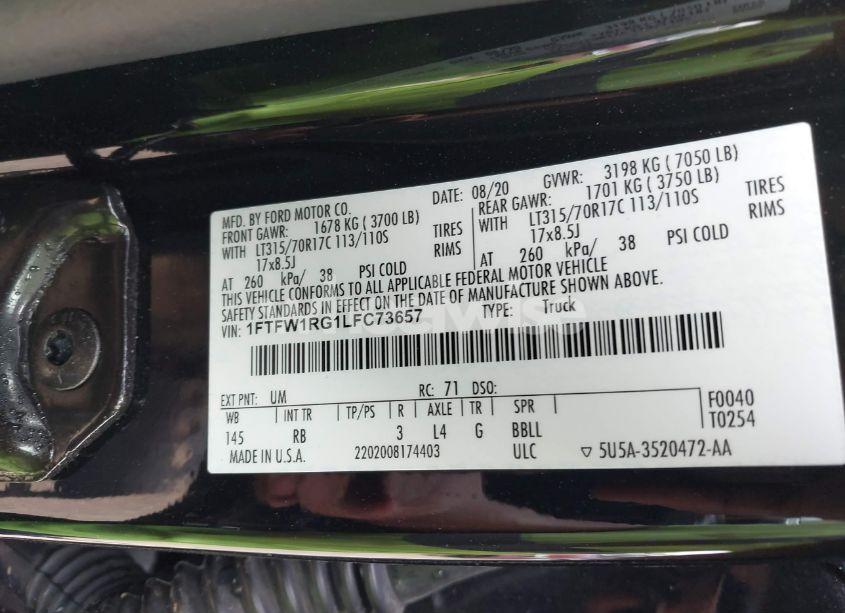 MFD. BY FORD MOTOR CO.
DATE: 08/20 GVWR: 3198 KG ( 7050 LB)
FRONT GAWR: 1678 KG ( 3700 LB) REAR GAWR: 1701 KG ( 3750 LB)
WITH LT315/70R17C 113/110S TIRES WITH LT315/70R17C 113/110S TIRES
17x8.5J RIMS 17x8.5J RIMS
AT 260 kPa/ 38 PSI COLD AT 260 kPa/ 38 PSI COLD
THIS VEHICLE CONFORMS TO ALL APPLICABLE FEDERAL MOTOR VEHICLE
SAFETY STANDARDS IN EFFECT ON THE DATE OF MANUFACTURE SHOWN ABOVE.
VIN: 1FTFW1RG1LFC73657 TYPE: Truck
EXT PNT: UM RC: 71 DSO:
WB INT TR TP/PS R AXLE TR SPR F0040
145 RB 3 L4 G BBLL T0254
MADE IN U.S.A. 2202008174403 ULC ▽ 5U5A-3520472-AA